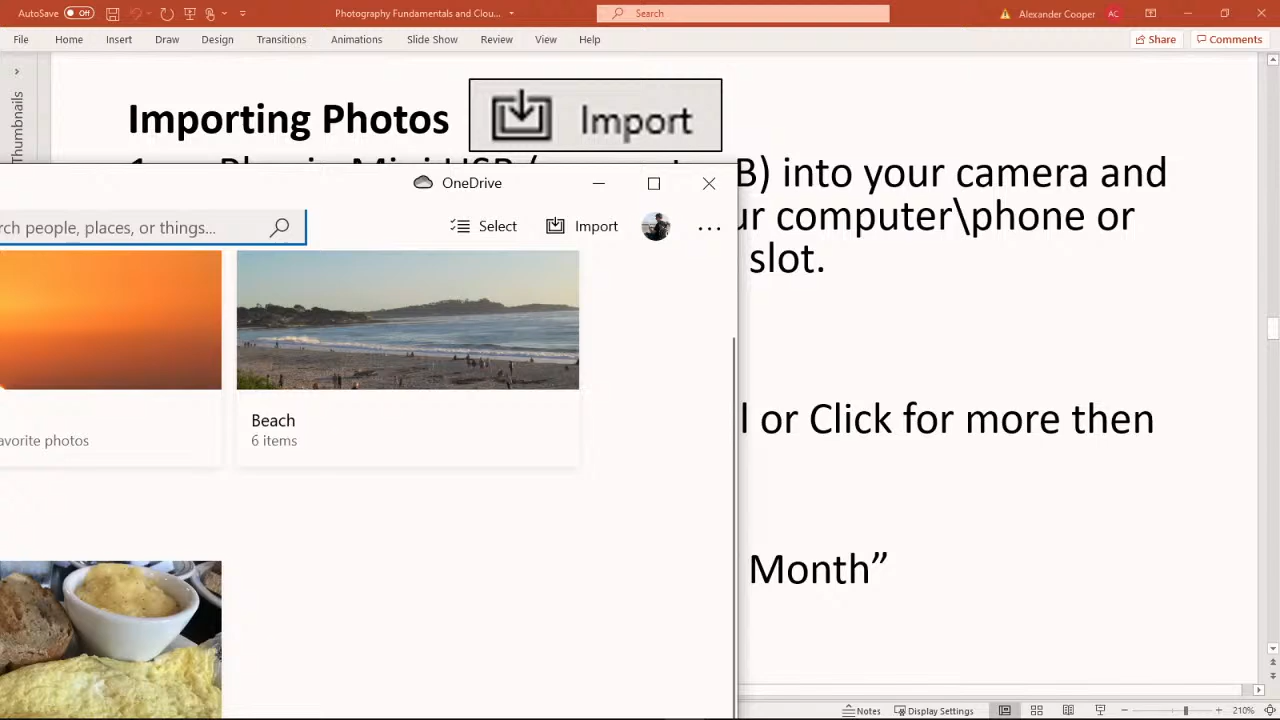 AutoSave Off Photography Fundamentals and Clou... Search Alexander Cooper AC
File Home Insert Draw Design Transitions Animations Slide Show Review View Help Share Comments
Thumbnails
Importing Photos Import
B) into your camera and
ur computer\phone or
slot.
OneDrive
rch people, places, or things... Select Import
Beach
avorite photos 6 items
l or Click for more then
Month”
Notes Display Settings 210%